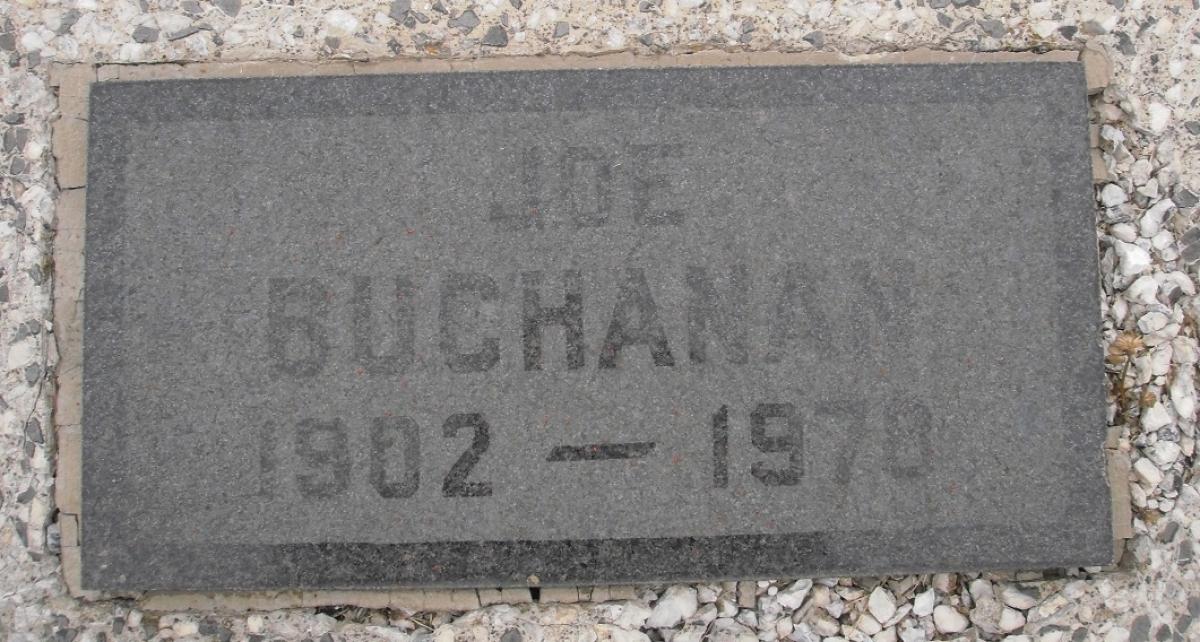 JOE
BUCHANAN
1902 — 1970